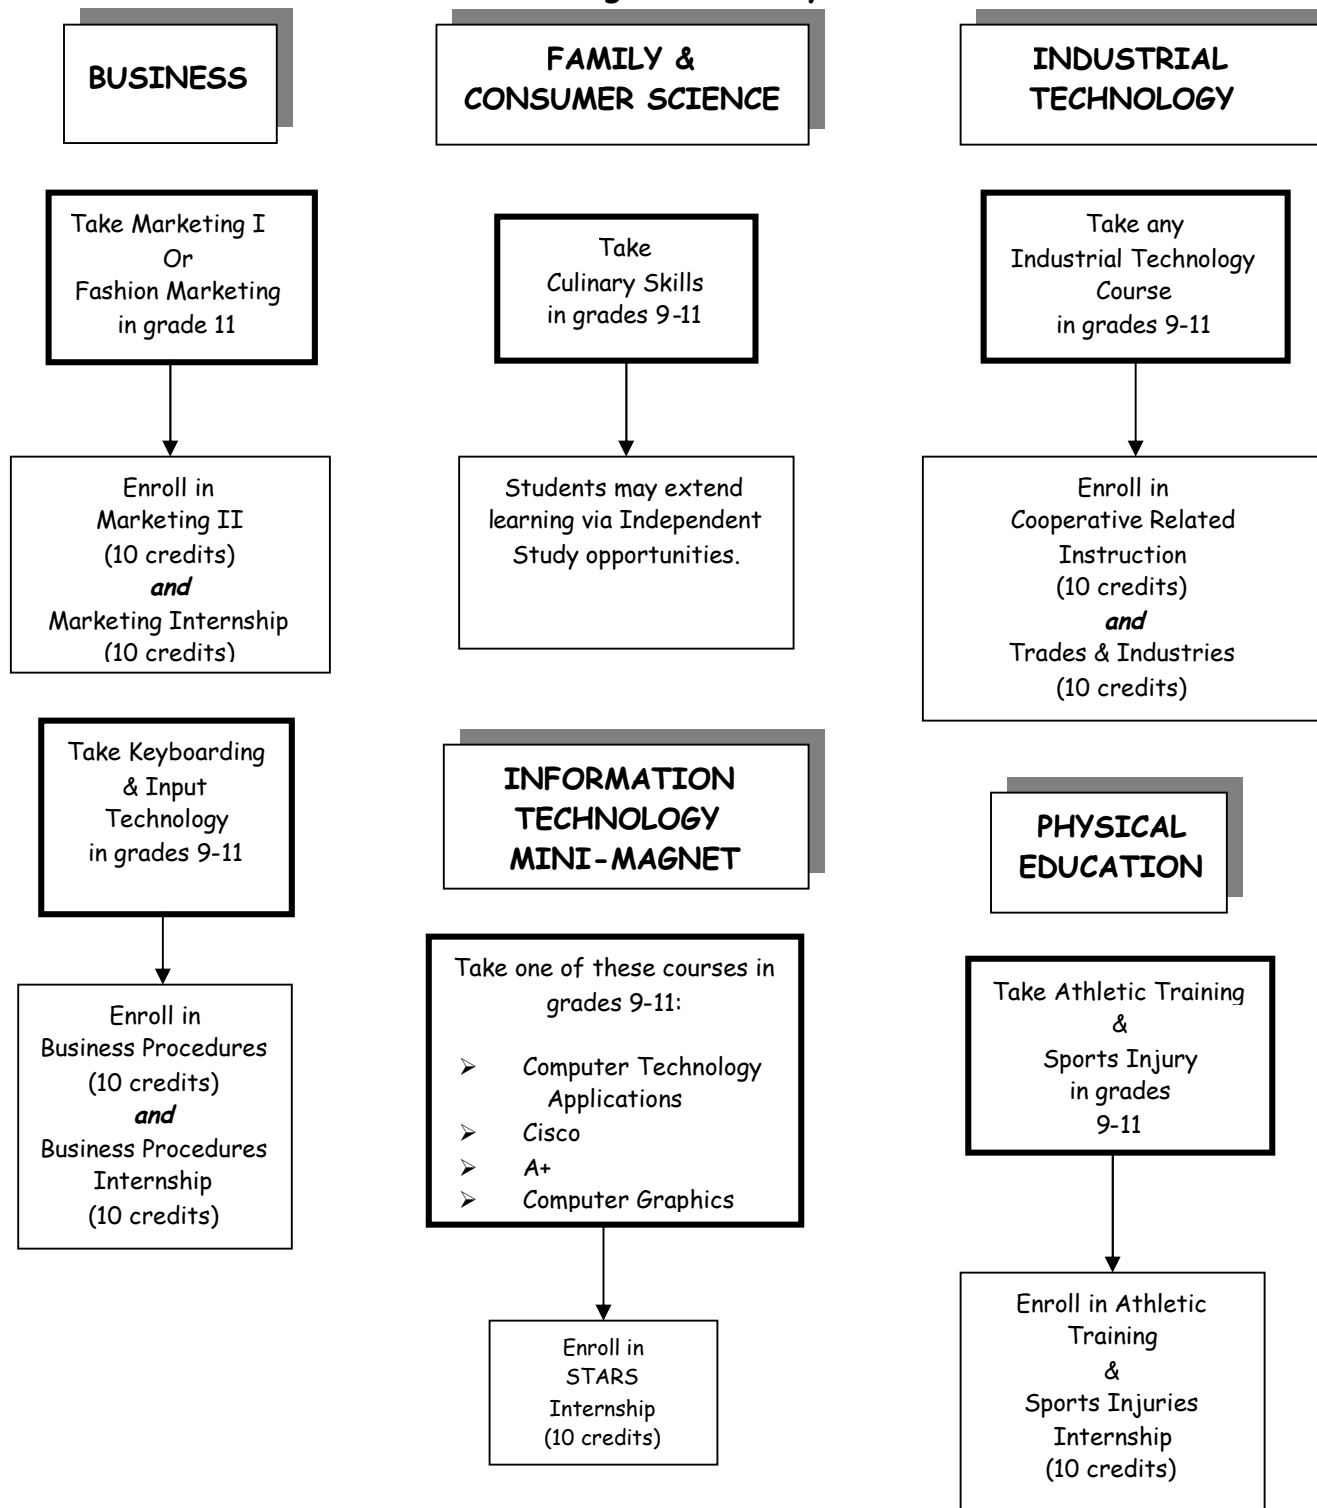 BUSINESS
Take Marketing I
Or
Fashion Marketing
in grade 11
Enroll in
Marketing II
(10 credits)
and
Marketing Internship
(10 credits)
Take Keyboarding
& Input
Technology
in grades 9-11
Enroll in
Business Procedures
(10 credits)
and
Business Procedures
Internship
(10 credits)
FAMILY &
CONSUMER SCIENCE
Take
Culinary Skills
in grades 9-11
Students may extend
learning via Independent
Study opportunities.
INFORMATION
TECHNOLOGY
MINI-MAGNET
Take one of these courses in
grades 9-11:
➢ Computer Technology
Applications
➢ Cisco
➢ A+
➢ Computer Graphics
Enroll in
STARS
Internship
(10 credits)
INDUSTRIAL
TECHNOLOGY
Take any
Industrial Technology
Course
in grades 9-11
Enroll in
Cooperative Related
Instruction
(10 credits)
and
Trades & Industries
(10 credits)
PHYSICAL
EDUCATION
Take Athletic Training
&
Sports Injury
in grades
9-11
Enroll in Athletic
Training
&
Sports Injuries
Internship
(10 credits)